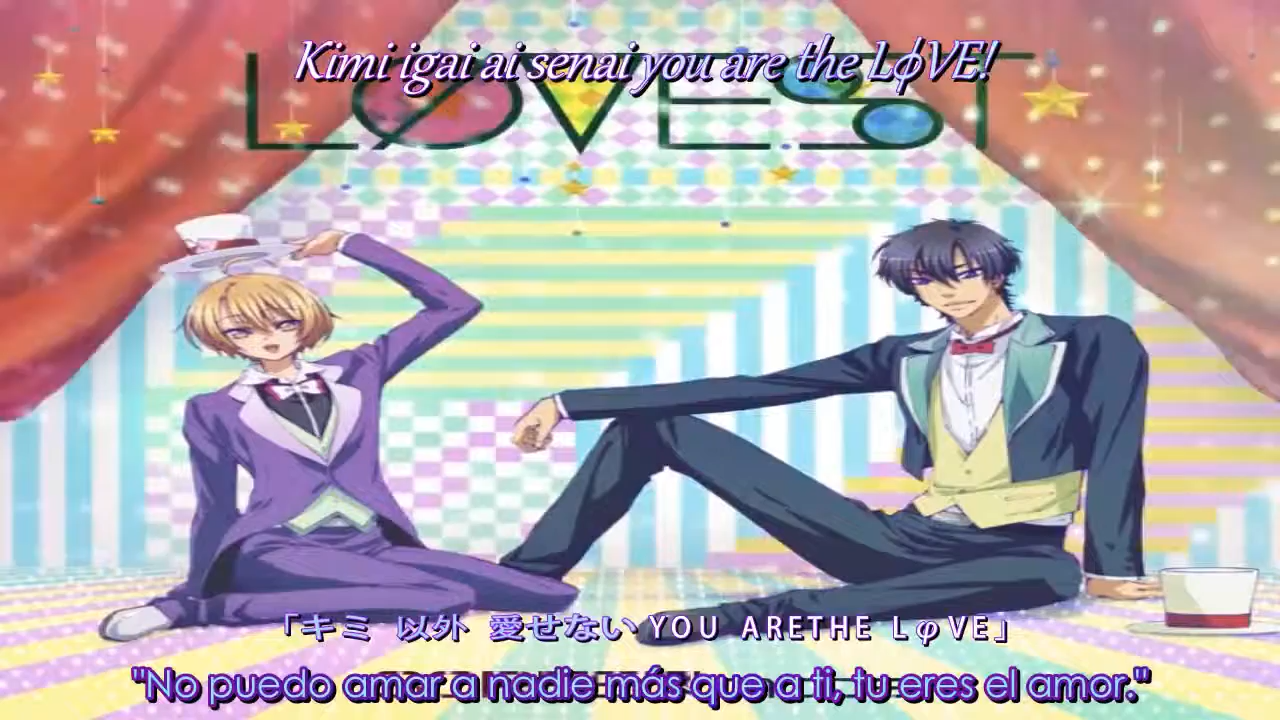 Kimi igai ai senai you are the LφVE!
LØVEST
「キミ 以外 愛せない YOU ARETHE LφVE」
"No puedo amar a nadie más que a ti, tu eres el amor."